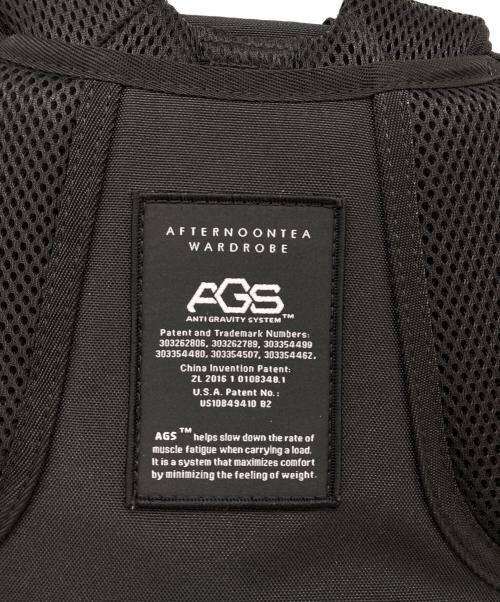 AFTERNOONTEA
WARDROBE
AGS
ANTI GRAVITY SYSTEM™
Patent and Trademark Numbers:
303262806, 303262789, 303354499
303354480, 303354507, 303354462.
China Invention Patent:
ZL 2016 1 0108348.1
U.S.A. Patent No.:
US10849410 B2
AGS™ helps slow down the rate of
muscle fatigue when carrying a load.
It is a system that maximizes comfort
by minimizing the feeling of weight.